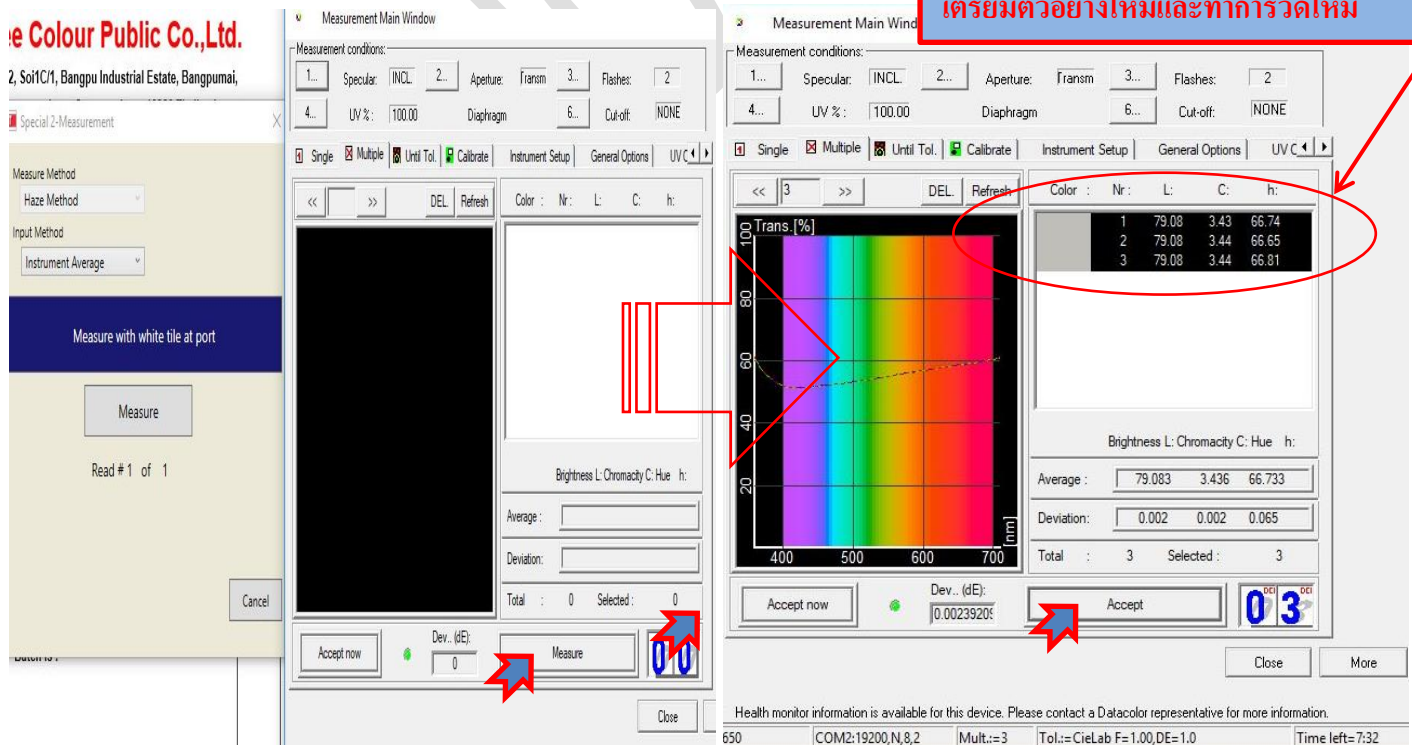 เตรียมตัวอย่างใหม่และทำการวัดใหม่
ee Colour Public Co.,Ltd.
2, Soi1C/1, Bangpu Industrial Estate, Bangpumai,
Special 2-Measurement
Measure Method
Haze Method
Input Method
Instrument Average
Measure with white tile at port
Measure
Read # 1 of 1
Cancel
Measurement Main Window
Measurement conditions:
1... Specular: INCL. 2... Aperture: Transm 3... Flashes: 2
4... UV % : 100.00 Diaphragm 6... Cut-off: NONE
Single Multiple Until Tol. Calibrate Instrument Setup General Options UV C
<< >> DEL. Refresh Color : Nr : L: C: h:
Brightness L: Chromacity C: Hue h:
Average :
Deviation:
Total : 0 Selected : 0
Accept now Dev.. (dE): 0 Measure 0 0
Close
Measurement Main Wind
Measurement conditions:
1... Specular: INCL. 2... Aperture: Transm 3... Flashes: 2
4... UV % : 100.00 Diaphragm 6... Cut-off: NONE
Single Multiple Until Tol. Calibrate Instrument Setup General Options UV C
<< 3 >> DEL. Refresh Color : Nr : L: C: h:
1 79.08 3.43 66.74
2 79.08 3.44 66.65
3 79.08 3.44 66.81
Trans.[%]
100
80
60
40
20
400 500 600 700 [nm]
Brightness L: Chromacity C: Hue h:
Average : 79.083 3.436 66.733
Deviation: 0.002 0.002 0.065
Total : 3 Selected : 3
Accept now Dev.. (dE): 0.00239209 Accept 0 DCI 3 DCI
Close More
Health monitor information is available for this device. Please contact a Datacolor representative for more information.
650 COM2:19200,N,8,2 Mult.:=3 Tol.:=CieLab F=1.00,DE=1.0 Time left=7:32